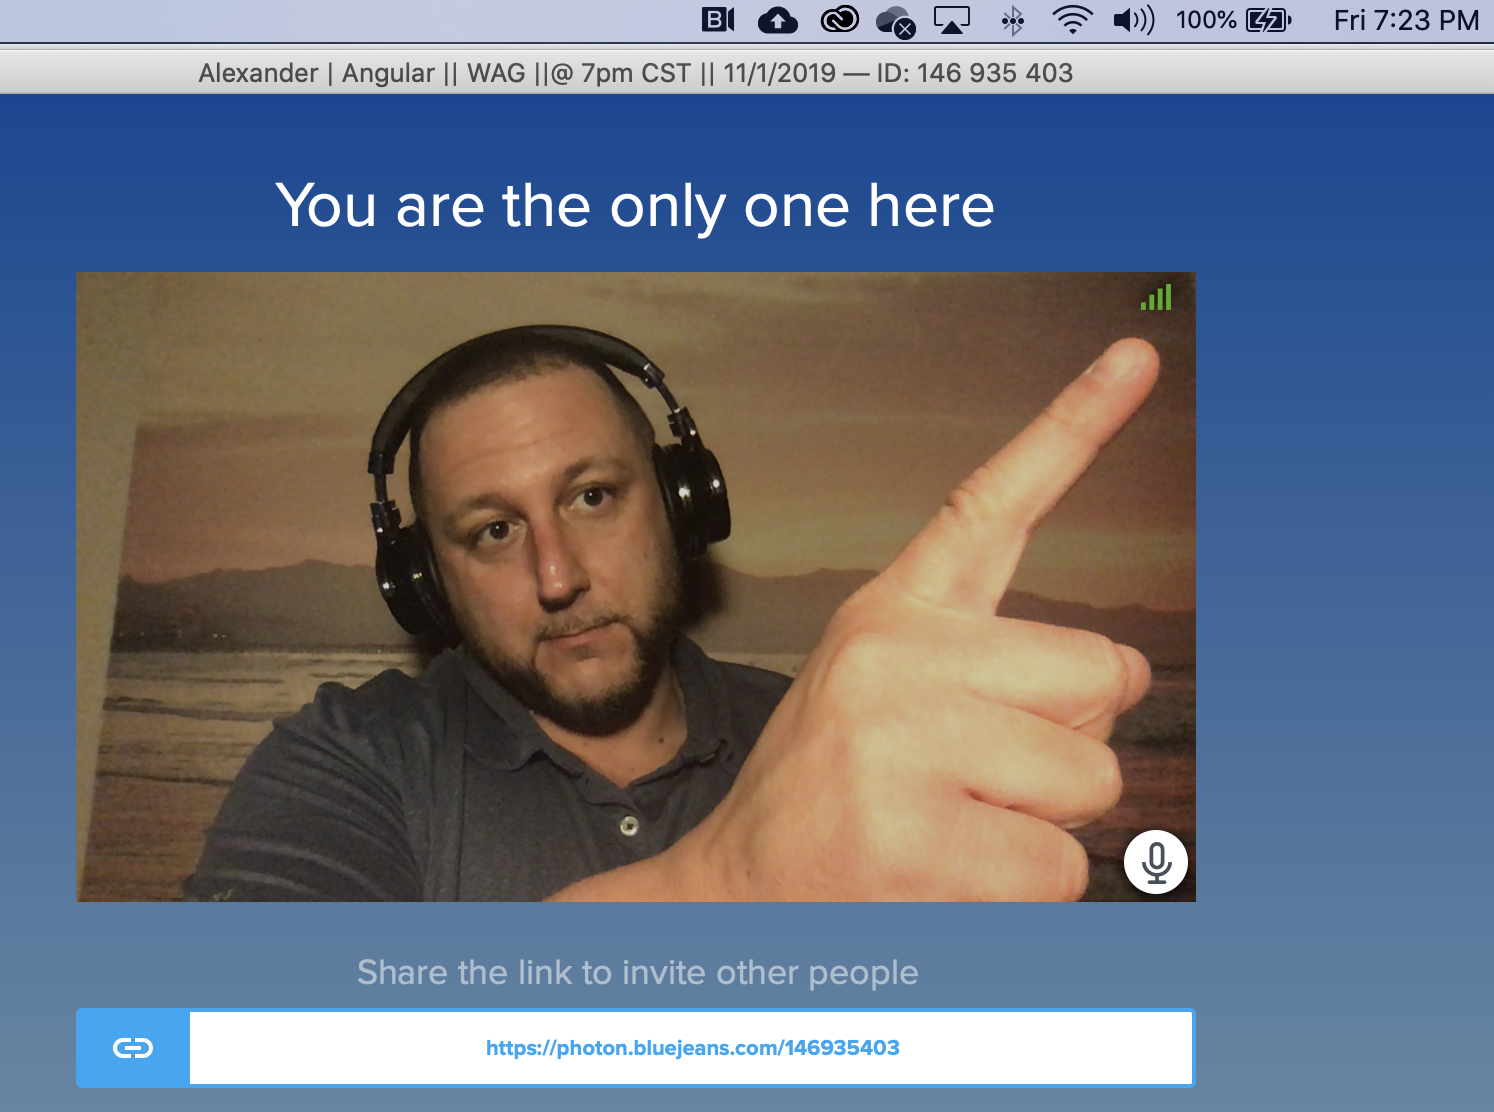 100% Fri 7:23 PM
Alexander | Angular || WAG ||@ 7pm CST || 11/1/2019 — ID: 146 935 403
You are the only one here
Share the link to invite other people
https://photon.bluejeans.com/146935403